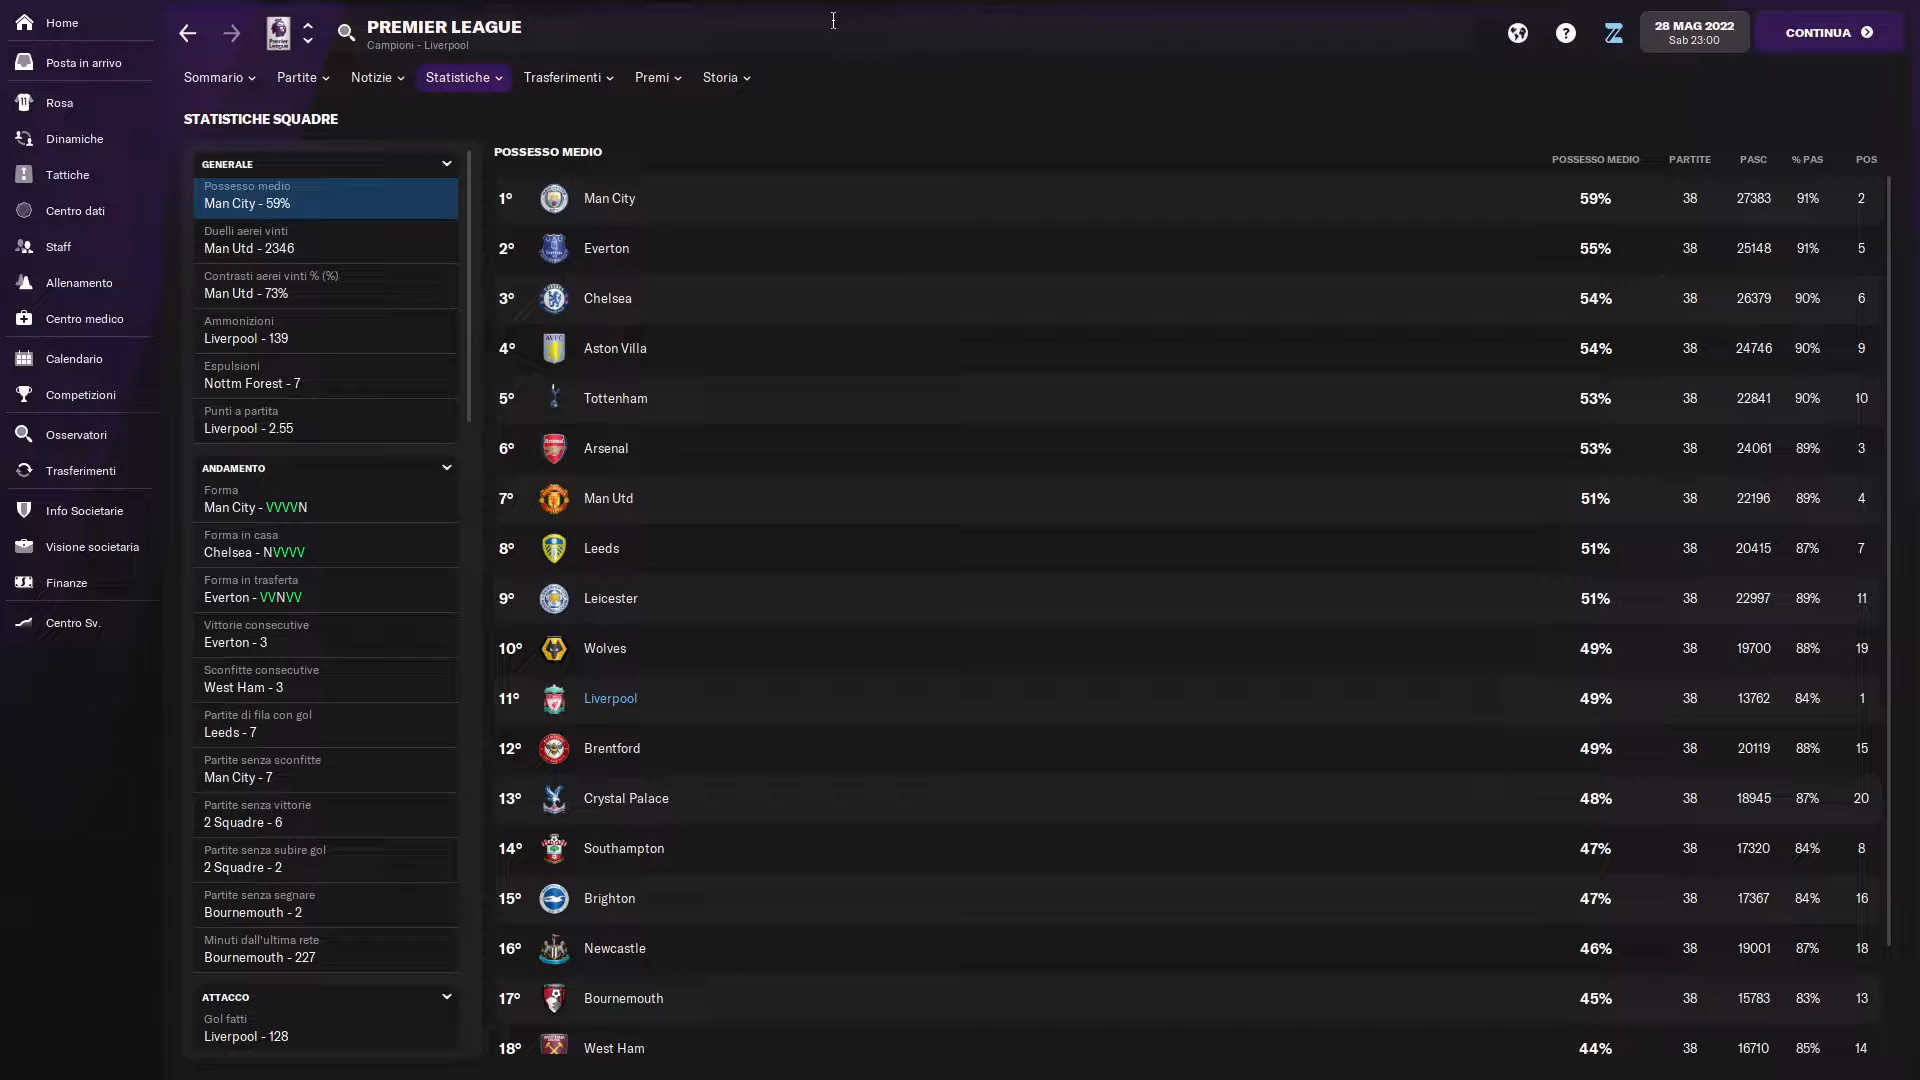 Home
Posta in arrivo
Rosa
Dinamiche
Tattiche
Centro dati
Staff
Allenamento
Centro medico
Calendario
Competizioni
Osservatori
Trasferimenti
Info Societarie
Visione societaria
Finanze
Centro Sv.
PREMIER LEAGUE
Campioni - Liverpool
28 MAG 2022
Sab 23:00
CONTINUA
Sommario Partite Notizie Statistiche Trasferimenti Premi Storia
STATISTICHE SQUADRE
GENERALE
Possesso medio
Man City - 59%
Duelli aerei vinti
Man Utd - 2346
Contrasti aerei vinti % (%)
Man Utd - 73%
Ammonizioni
Liverpool - 139
Espulsioni
Nottm Forest - 7
Punti a partita
Liverpool - 2.55
ANDAMENTO
Forma
Man City - VVVVN
Forma in casa
Chelsea - NVVVV
Forma in trasferta
Everton - VVNVV
Vittorie consecutive
Everton - 3
Sconfitte consecutive
West Ham - 3
Partite di fila con gol
Leeds - 7
Partite senza sconfitte
Man City - 7
Partite senza vittorie
2 Squadre - 6
Partite senza subire gol
2 Squadre - 2
Partite senza segnare
Bournemouth - 2
Minuti dall'ultima rete
Bournemouth - 227
ATTACCO
Gol fatti
Liverpool - 128
POSSESSO MEDIO
POSSESSO MEDIO PARTITE PASC % PAS POS
1° Man City 59% 38 27383 91% 2
2° Everton 55% 38 25148 91% 5
3° Chelsea 54% 38 26379 90% 6
4° Aston Villa 54% 38 24746 90% 9
5° Tottenham 53% 38 22841 90% 10
6° Arsenal 53% 38 24061 89% 3
7° Man Utd 51% 38 22196 89% 4
8° Leeds 51% 38 20415 87% 7
9° Leicester 51% 38 22997 89% 11
10° Wolves 49% 38 19700 88% 19
11° Liverpool 49% 38 13762 84% 1
12° Brentford 49% 38 20119 88% 15
13° Crystal Palace 48% 38 18945 87% 20
14° Southampton 47% 38 17320 84% 8
15° Brighton 47% 38 17367 84% 16
16° Newcastle 46% 38 19001 87% 18
17° Bournemouth 45% 38 15783 83% 13
18° West Ham 44% 38 16710 85% 14